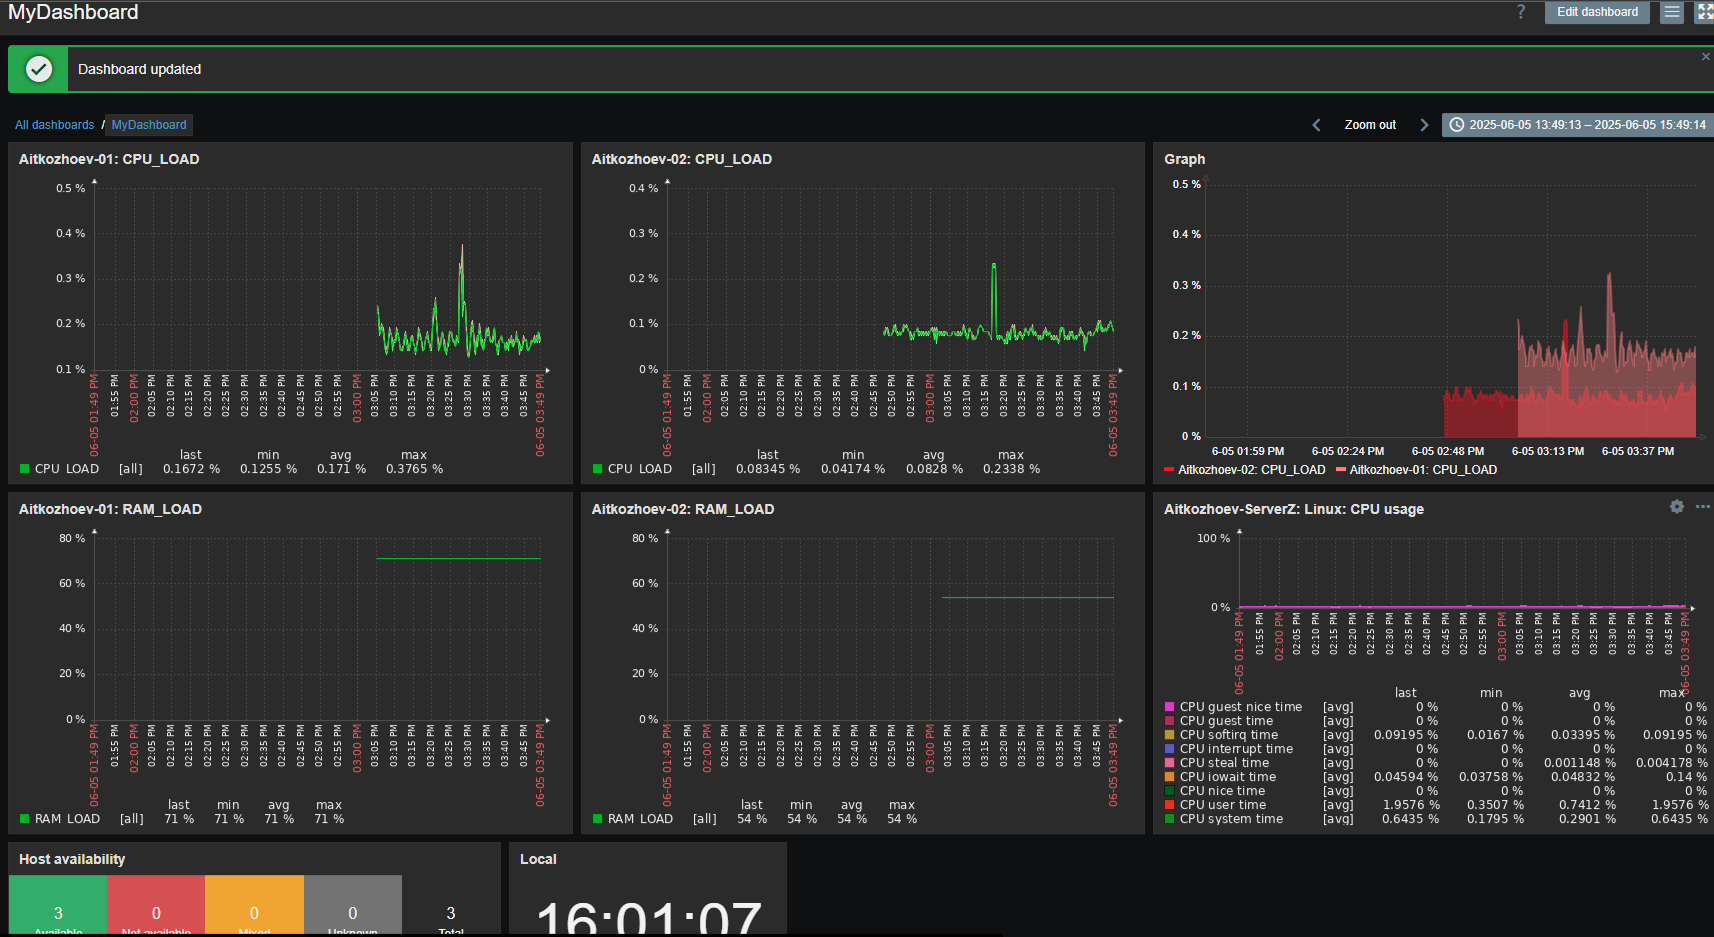 MyDashboard
? Edit dashboard
Dashboard updated
All dashboards / MyDashboard
Zoom out
2025-06-05 13:49:13 – 2025-06-05 15:49:14
Aitkozhoev-01: CPU_LOAD
0.5 %
0.4 %
0.3 %
0.2 %
0.1 %
06-05 01:49 PM 01:55 PM 02:00 PM 02:05 PM 02:10 PM 02:15 PM 02:20 PM 02:25 PM 02:30 PM 02:35 PM 02:40 PM 02:45 PM 02:50 PM 02:55 PM 03:00 PM 03:05 PM 03:10 PM 03:15 PM 03:20 PM 03:25 PM 03:30 PM 03:35 PM 03:40 PM 03:45 PM 06-05 03:49 PM
last min avg max
CPU LOAD [all] 0.1672 % 0.1255 % 0.171 % 0.3765 %
Aitkozhoev-02: CPU_LOAD
0.4 %
0.3 %
0.2 %
0.1 %
0 %
06-05 01:49 PM 01:55 PM 02:00 PM 02:05 PM 02:10 PM 02:15 PM 02:20 PM 02:25 PM 02:30 PM 02:35 PM 02:40 PM 02:45 PM 02:50 PM 02:55 PM 03:00 PM 03:05 PM 03:10 PM 03:15 PM 03:20 PM 03:25 PM 03:30 PM 03:35 PM 03:40 PM 03:45 PM 06-05 03:49 PM
last min avg max
CPU LOAD [all] 0.08345 % 0.04174 % 0.0828 % 0.2338 %
Graph
0.5 %
0.4 %
0.3 %
0.2 %
0.1 %
0 %
6-05 01:59 PM 6-05 02:24 PM 6-05 02:48 PM 6-05 03:13 PM 6-05 03:37 PM
Aitkozhoev-02: CPU_LOAD Aitkozhoev-01: CPU_LOAD
Aitkozhoev-01: RAM_LOAD
80 %
60 %
40 %
20 %
0 %
06-05 01:49 PM 01:55 PM 02:00 PM 02:05 PM 02:10 PM 02:15 PM 02:20 PM 02:25 PM 02:30 PM 02:35 PM 02:40 PM 02:45 PM 02:50 PM 02:55 PM 03:00 PM 03:05 PM 03:10 PM 03:15 PM 03:20 PM 03:25 PM 03:30 PM 03:35 PM 03:40 PM 03:45 PM 06-05 03:49 PM
last min avg max
RAM LOAD [all] 71 % 71 % 71 % 71 %
Aitkozhoev-02: RAM_LOAD
80 %
60 %
40 %
20 %
0 %
06-05 01:49 PM 01:55 PM 02:00 PM 02:05 PM 02:10 PM 02:15 PM 02:20 PM 02:25 PM 02:30 PM 02:35 PM 02:40 PM 02:45 PM 02:50 PM 02:55 PM 03:00 PM 03:05 PM 03:10 PM 03:15 PM 03:20 PM 03:25 PM 03:30 PM 03:35 PM 03:40 PM 03:45 PM 06-05 03:49 PM
last min avg max
RAM LOAD [all] 54 % 54 % 54 % 54 %
Aitkozhoev-ServerZ: Linux: CPU usage
100 %
0 %
06-05 01:49 PM 01:55 PM 02:00 PM 02:05 PM 02:10 PM 02:15 PM 02:20 PM 02:25 PM 02:30 PM 02:35 PM 02:40 PM 02:45 PM 02:50 PM 02:55 PM 03:00 PM 03:05 PM 03:10 PM 03:15 PM 03:20 PM 03:25 PM 03:30 PM 03:35 PM 03:40 PM 03:45 PM 06-05 03:49 PM
last min avg max
CPU guest nice time [avg] 0 % 0 % 0 % 0 %
CPU guest time [avg] 0 % 0 % 0 % 0 %
CPU softirq time [avg] 0.09195 % 0.0167 % 0.03395 % 0.09195 %
CPU interrupt time [avg] 0 % 0 % 0 % 0 %
CPU steal time [avg] 0 % 0 % 0.001148 % 0.004178 %
CPU iowait time [avg] 0.04594 % 0.03758 % 0.04832 % 0.14 %
CPU nice time [avg] 0 % 0 % 0 % 0 %
CPU user time [avg] 1.9576 % 0.3507 % 0.7412 % 1.9576 %
CPU system time [avg] 0.6435 % 0.1795 % 0.2901 % 0.6435 %
Host availability
3 0 0 0 3
Available Not available Mixed Unknown Total
Local
16:01:07